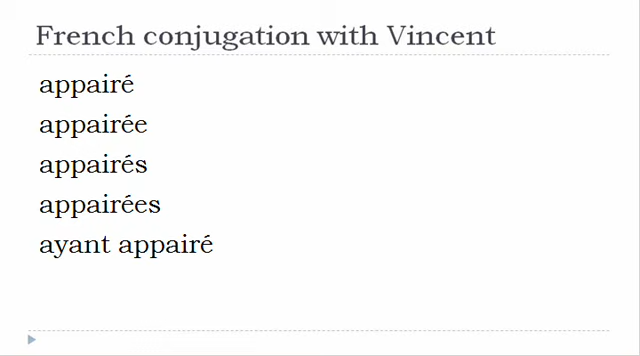 French conjugation with Vincent
appairé
appairée
appairés
appairées
ayant appairé